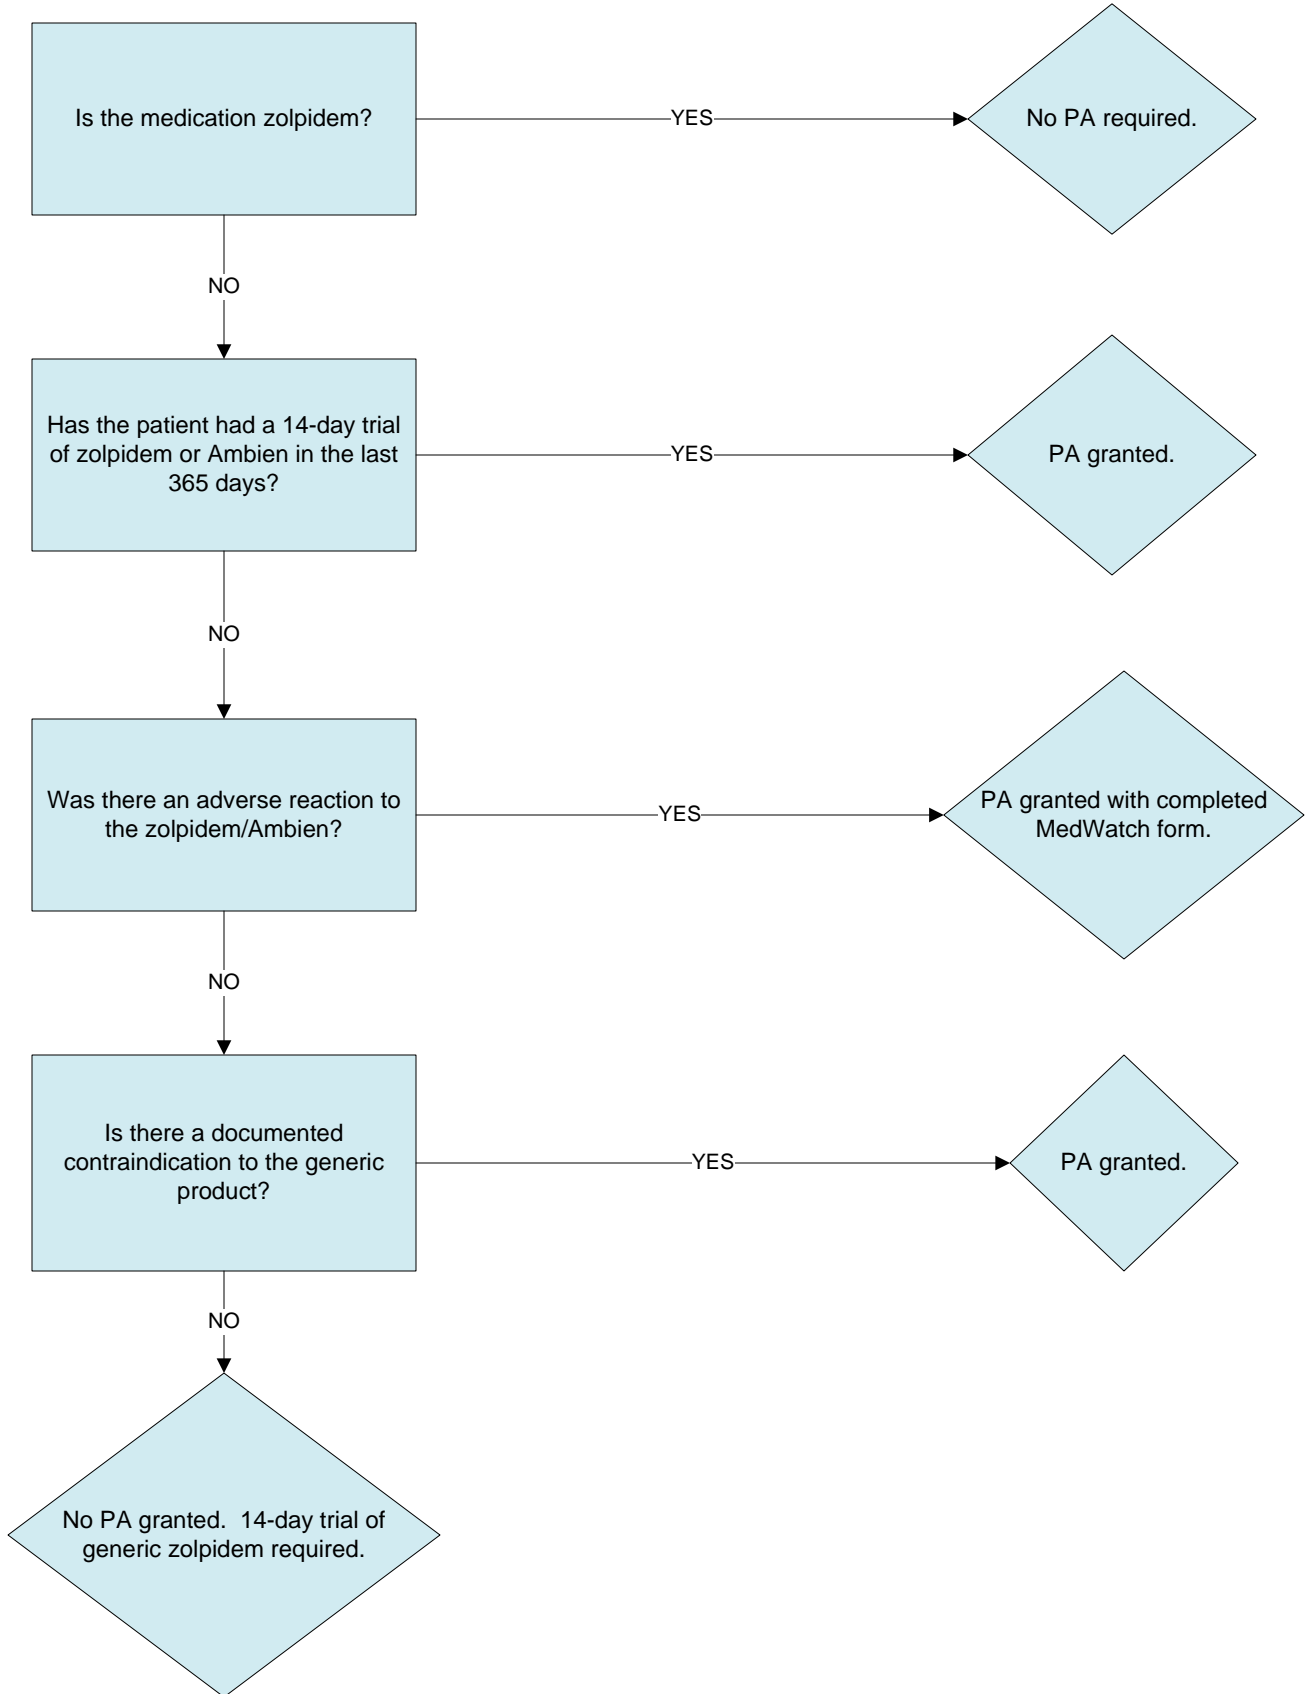 Is the medication zolpidem?
YES
No PA required.
NO
Has the patient had a 14-day trial
of zolpidem or Ambien in the last
365 days?
YES
PA granted.
NO
Was there an adverse reaction to
the zolpidem/Ambien?
YES
PA granted with completed
MedWatch form.
NO
Is there a documented
contraindication to the generic
product?
YES
PA granted.
NO
No PA granted.  14-day trial of
generic zolpidem required.